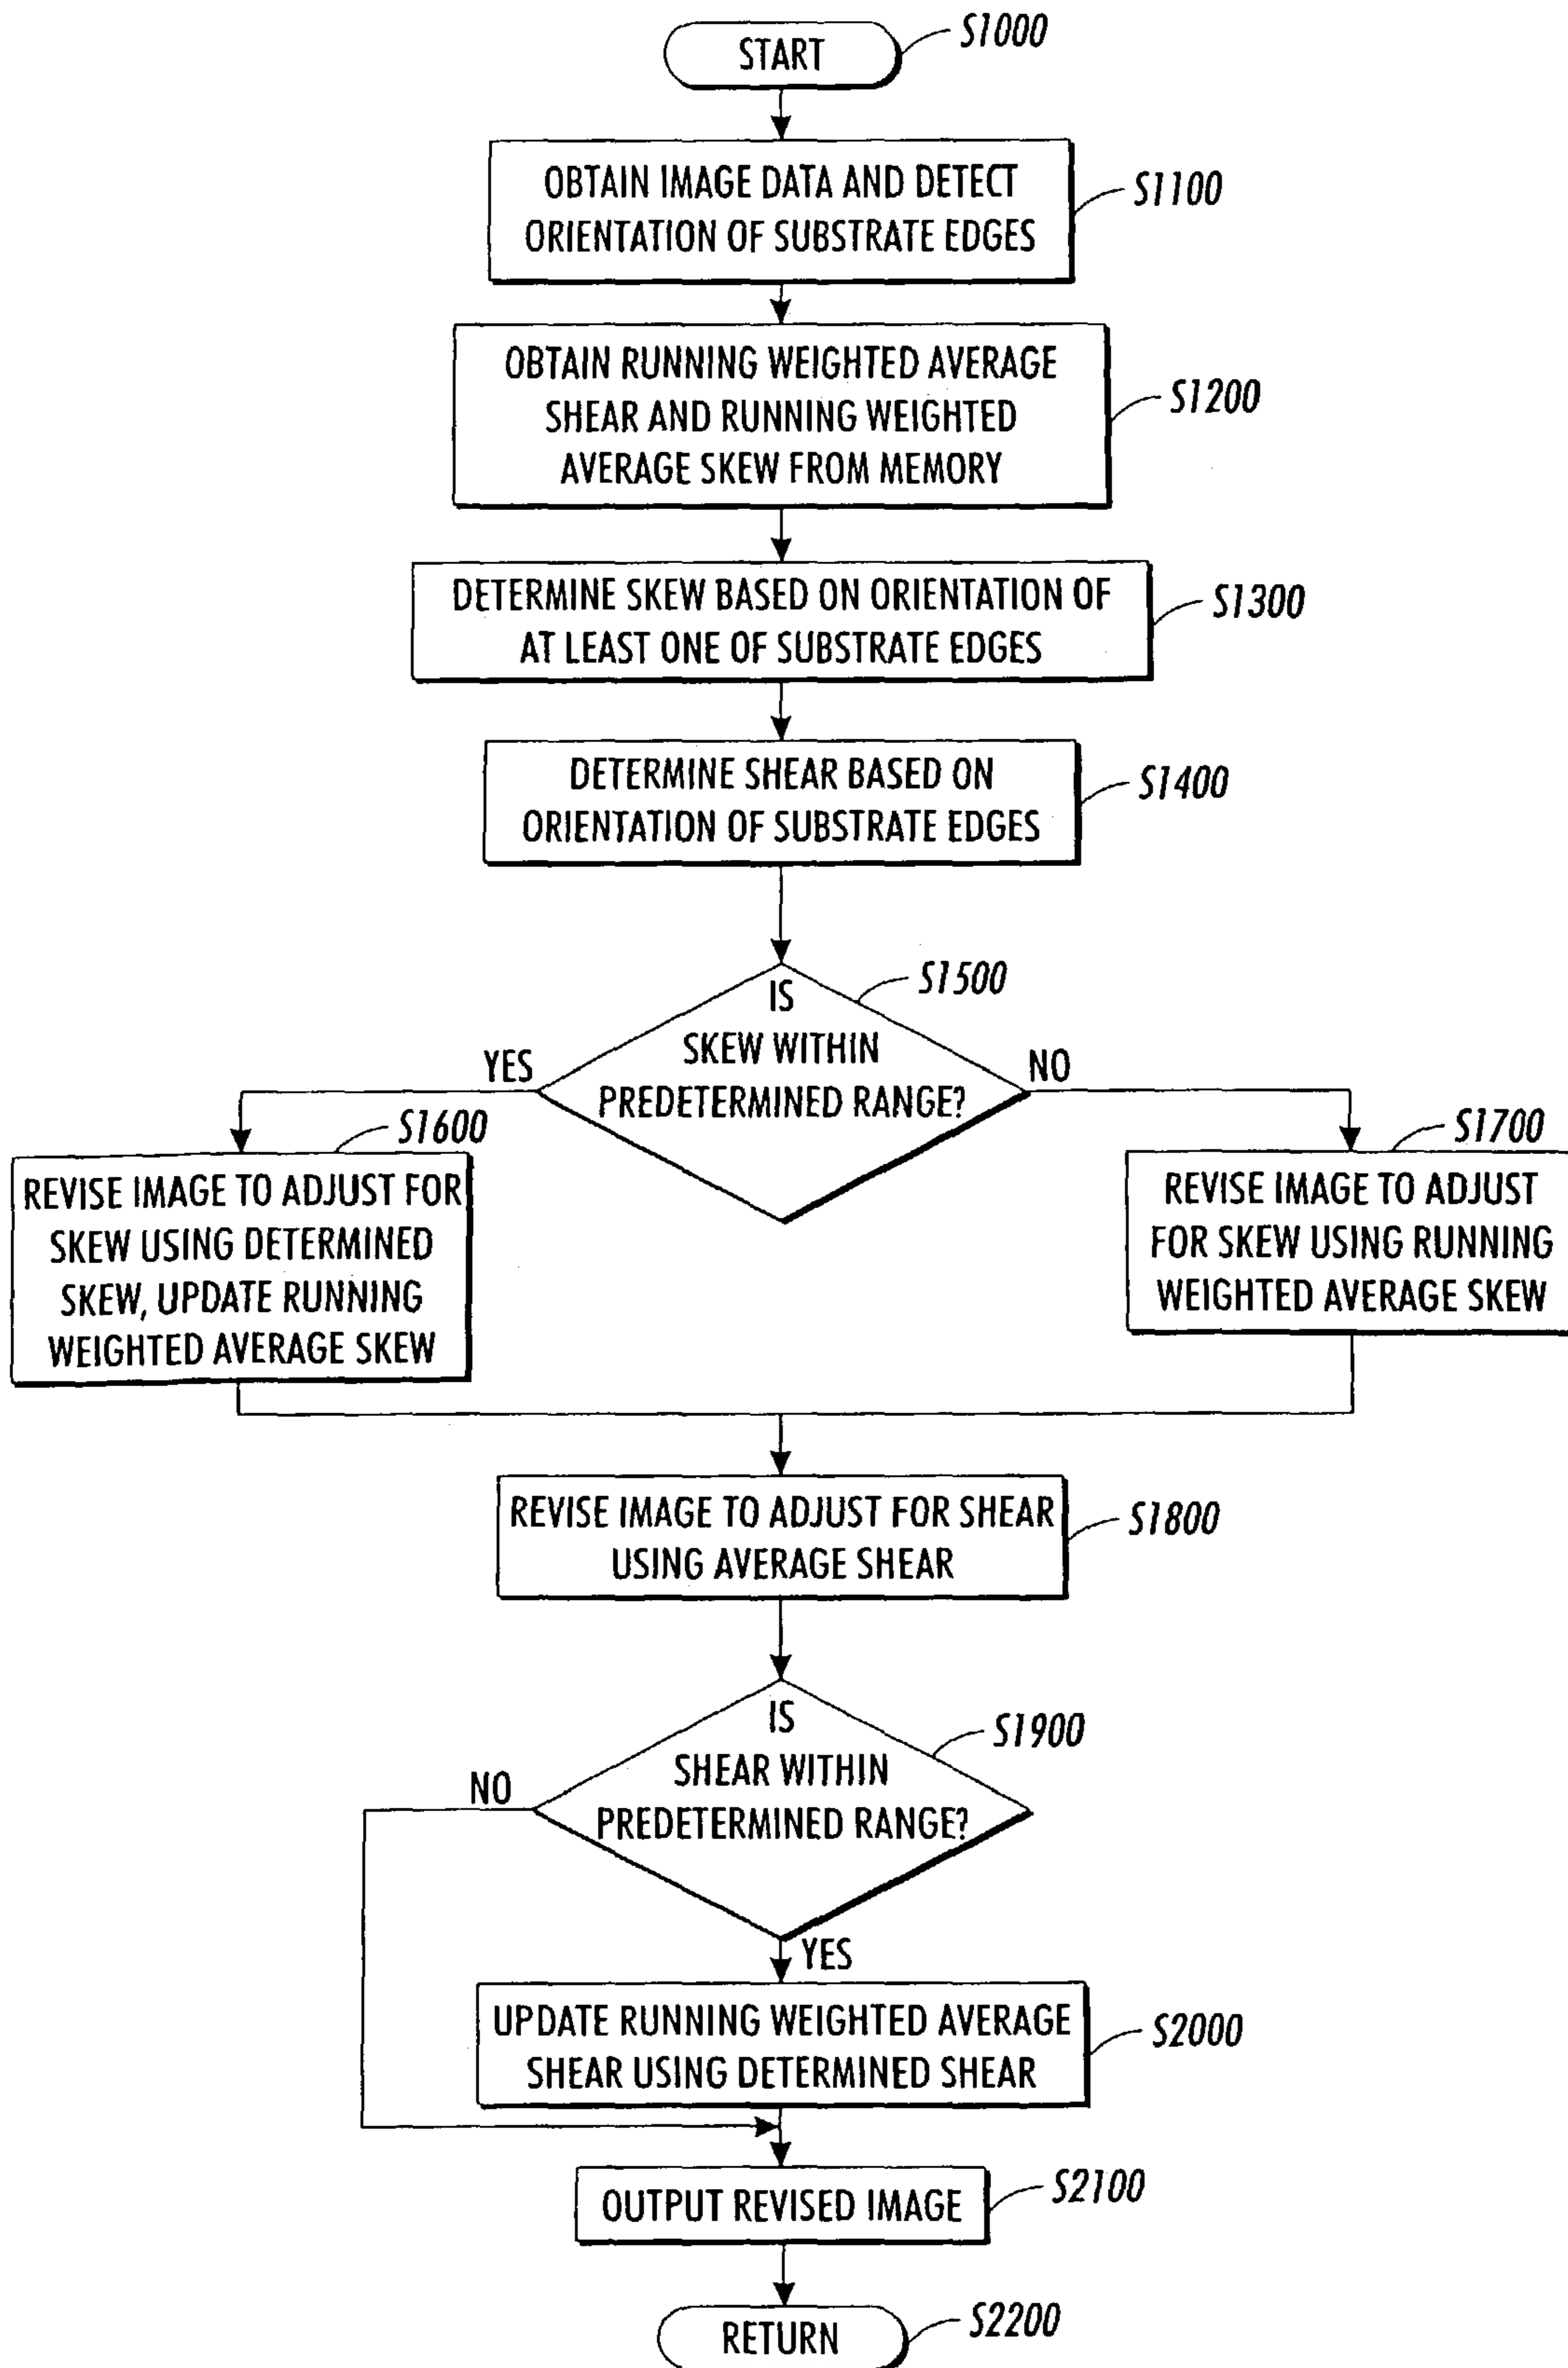 START
S1000
OBTAIN IMAGE DATA AND DETECT
ORIENTATION OF SUBSTRATE EDGES
S1100
OBTAIN RUNNING WEIGHTED AVERAGE
SHEAR AND RUNNING WEIGHTED
AVERAGE SKEW FROM MEMORY
S1200
DETERMINE SKEW BASED ON ORIENTATION OF
AT LEAST ONE OF SUBSTRATE EDGES
S1300
DETERMINE SHEAR BASED ON
ORIENTATION OF SUBSTRATE EDGES
S1400
IS
SKEW WITHIN
PREDETERMINED RANGE?
S1500
YES
NO
S1600
REVISE IMAGE TO ADJUST FOR
SKEW USING DETERMINED
SKEW, UPDATE RUNNING
WEIGHTED AVERAGE SKEW
S1700
REVISE IMAGE TO ADJUST
FOR SKEW USING RUNNING
WEIGHTED AVERAGE SKEW
REVISE IMAGE TO ADJUST FOR SHEAR
USING AVERAGE SHEAR
S1800
IS
SHEAR WITHIN
PREDETERMINED RANGE?
S1900
NO
YES
UPDATE RUNNING WEIGHTED AVERAGE
SHEAR USING DETERMINED SHEAR
S2000
OUTPUT REVISED IMAGE
S2100
RETURN
S2200